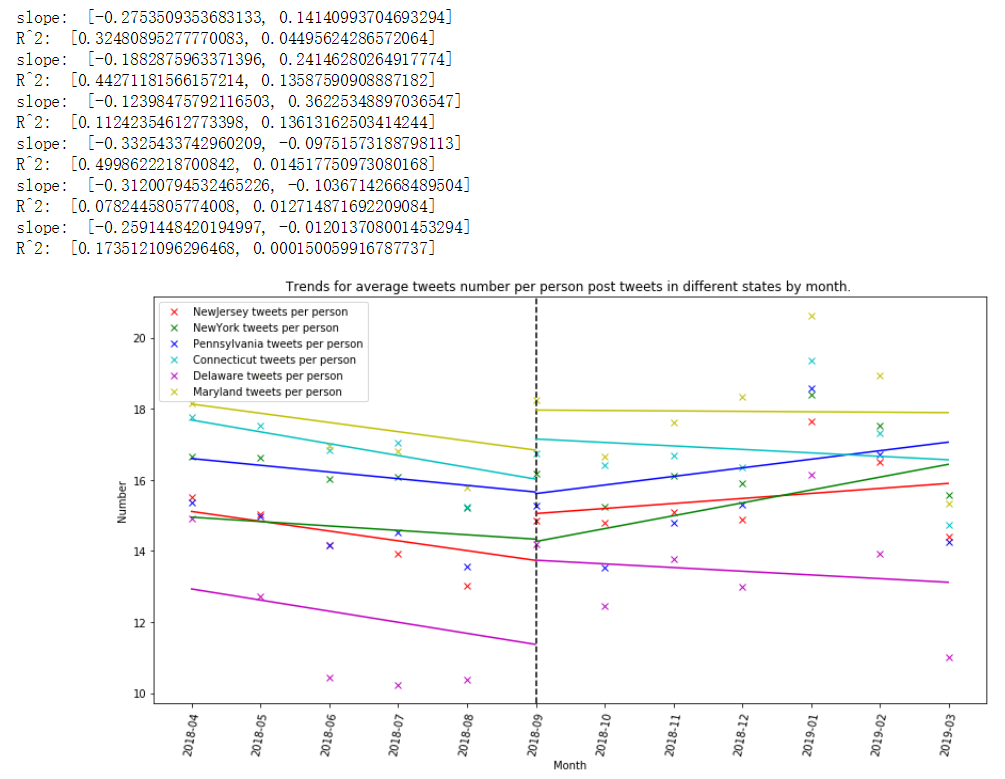 slope:  [-0.2753509353683133, 0.14140993704693294]
R^2:  [0.32480895277770083, 0.04495624286572064]
slope:  [-0.1882875963371396, 0.24146280264917774]
R^2:  [0.44271181566157214, 0.13587590908887182]
slope:  [-0.12398475792116503, 0.36225348897036547]
R^2:  [0.11242354612773398, 0.13613162503414244]
slope:  [-0.3325433742960209, -0.09751573188798113]
R^2:  [0.4998622218700842, 0.014517750973080168]
slope:  [-0.31200794532465226, -0.10367142668489504]
R^2:  [0.0782445805774008, 0.012714871692209084]
slope:  [-0.2591448420194997, -0.012013708001453294]
R^2:  [0.1735121096296468, 0.000150059916787737]
Trends for average tweets number per person post tweets in different states by month.
NewJersey tweets per person
NewYork tweets per person
Pennsylvania tweets per person
Connecticut tweets per person
Delaware tweets per person
Maryland tweets per person
20
18
16
14
12
10
Number
2018-04
2018-05
2018-06
2018-07
2018-08
2018-09
2018-10
2018-11
2018-12
2019-01
2019-02
2019-03
Month